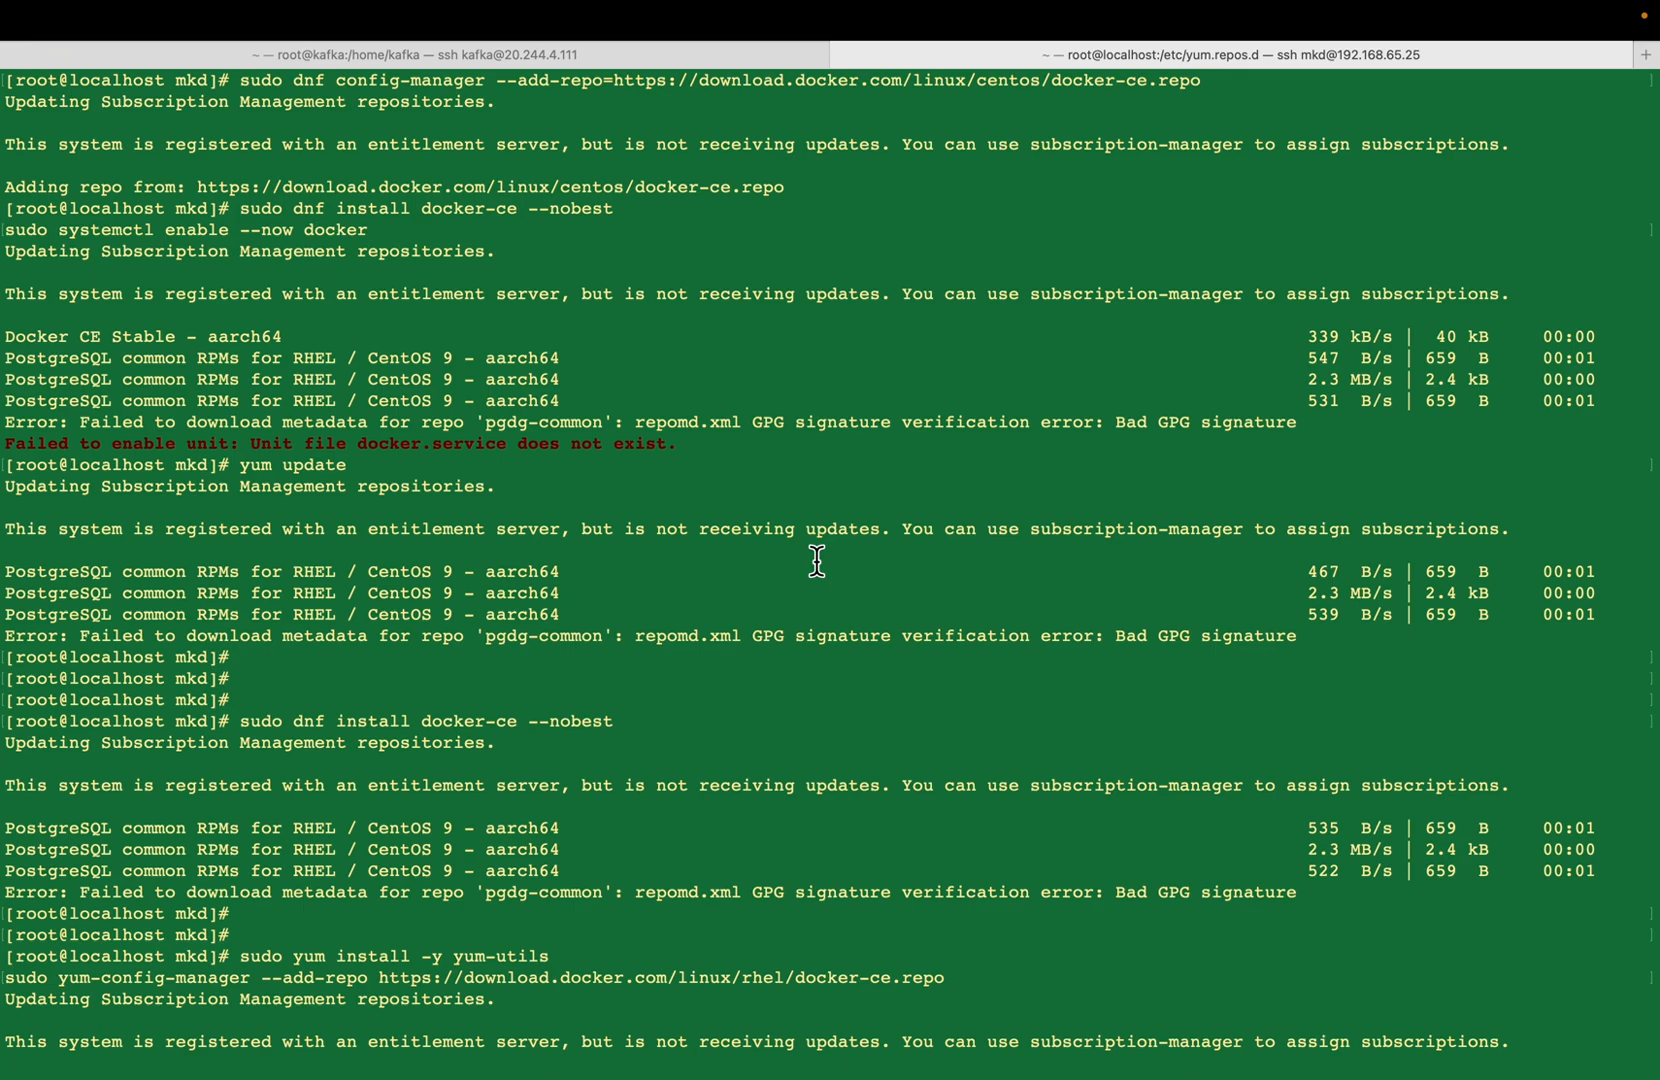 ~ — root@kafka:/home/kafka — ssh kafka@20.244.4.111
~ — root@localhost:/etc/yum.repos.d — ssh mkd@192.168.65.25
+
[root@localhost mkd]# sudo dnf config-manager --add-repo=https://download.docker.com/linux/centos/docker-ce.repo
Updating Subscription Management repositories.
This system is registered with an entitlement server, but is not receiving updates. You can use subscription-manager to assign subscriptions.
Adding repo from: https://download.docker.com/linux/centos/docker-ce.repo
[root@localhost mkd]# sudo dnf install docker-ce --nobest
sudo systemctl enable --now docker
Updating Subscription Management repositories.
This system is registered with an entitlement server, but is not receiving updates. You can use subscription-manager to assign subscriptions.
Docker CE Stable - aarch64 339 kB/s | 40 kB 00:00
PostgreSQL common RPMs for RHEL / CentOS 9 - aarch64 547 B/s | 659 B 00:01
PostgreSQL common RPMs for RHEL / CentOS 9 - aarch64 2.3 MB/s | 2.4 kB 00:00
PostgreSQL common RPMs for RHEL / CentOS 9 - aarch64 531 B/s | 659 B 00:01
Error: Failed to download metadata for repo 'pgdg-common': repomd.xml GPG signature verification error: Bad GPG signature
Failed to enable unit: Unit file docker.service does not exist.
[root@localhost mkd]# yum update
Updating Subscription Management repositories.
This system is registered with an entitlement server, but is not receiving updates. You can use subscription-manager to assign subscriptions.
PostgreSQL common RPMs for RHEL / CentOS 9 - aarch64 467 B/s | 659 B 00:01
PostgreSQL common RPMs for RHEL / CentOS 9 - aarch64 2.3 MB/s | 2.4 kB 00:00
PostgreSQL common RPMs for RHEL / CentOS 9 - aarch64 539 B/s | 659 B 00:01
Error: Failed to download metadata for repo 'pgdg-common': repomd.xml GPG signature verification error: Bad GPG signature
[root@localhost mkd]#
[root@localhost mkd]#
[root@localhost mkd]#
[root@localhost mkd]# sudo dnf install docker-ce --nobest
Updating Subscription Management repositories.
This system is registered with an entitlement server, but is not receiving updates. You can use subscription-manager to assign subscriptions.
PostgreSQL common RPMs for RHEL / CentOS 9 - aarch64 535 B/s | 659 B 00:01
PostgreSQL common RPMs for RHEL / CentOS 9 - aarch64 2.3 MB/s | 2.4 kB 00:00
PostgreSQL common RPMs for RHEL / CentOS 9 - aarch64 522 B/s | 659 B 00:01
Error: Failed to download metadata for repo 'pgdg-common': repomd.xml GPG signature verification error: Bad GPG signature
[root@localhost mkd]#
[root@localhost mkd]#
[root@localhost mkd]# sudo yum install -y yum-utils
sudo yum-config-manager --add-repo https://download.docker.com/linux/rhel/docker-ce.repo
Updating Subscription Management repositories.
This system is registered with an entitlement server, but is not receiving updates. You can use subscription-manager to assign subscriptions.